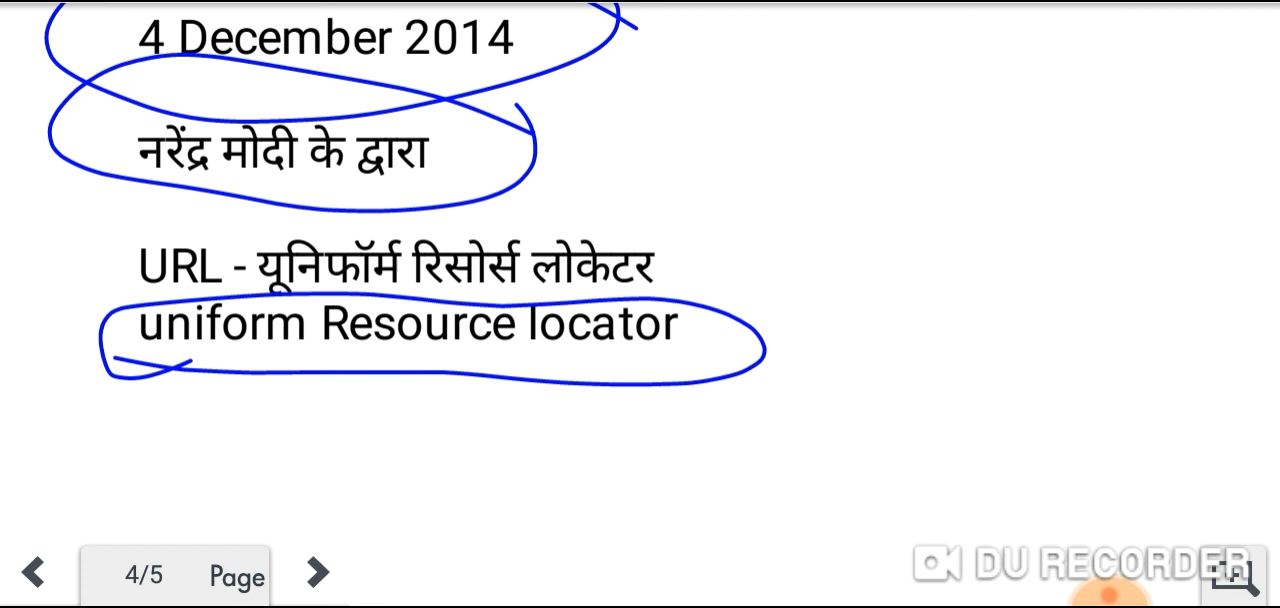 4 December 2014
नरेंद्र मोदी के द्वारा
URL - यूनिफॉर्म रिसोर्स लोकेटर
uniform Resource locator
4/5 Page
DU RECORDER